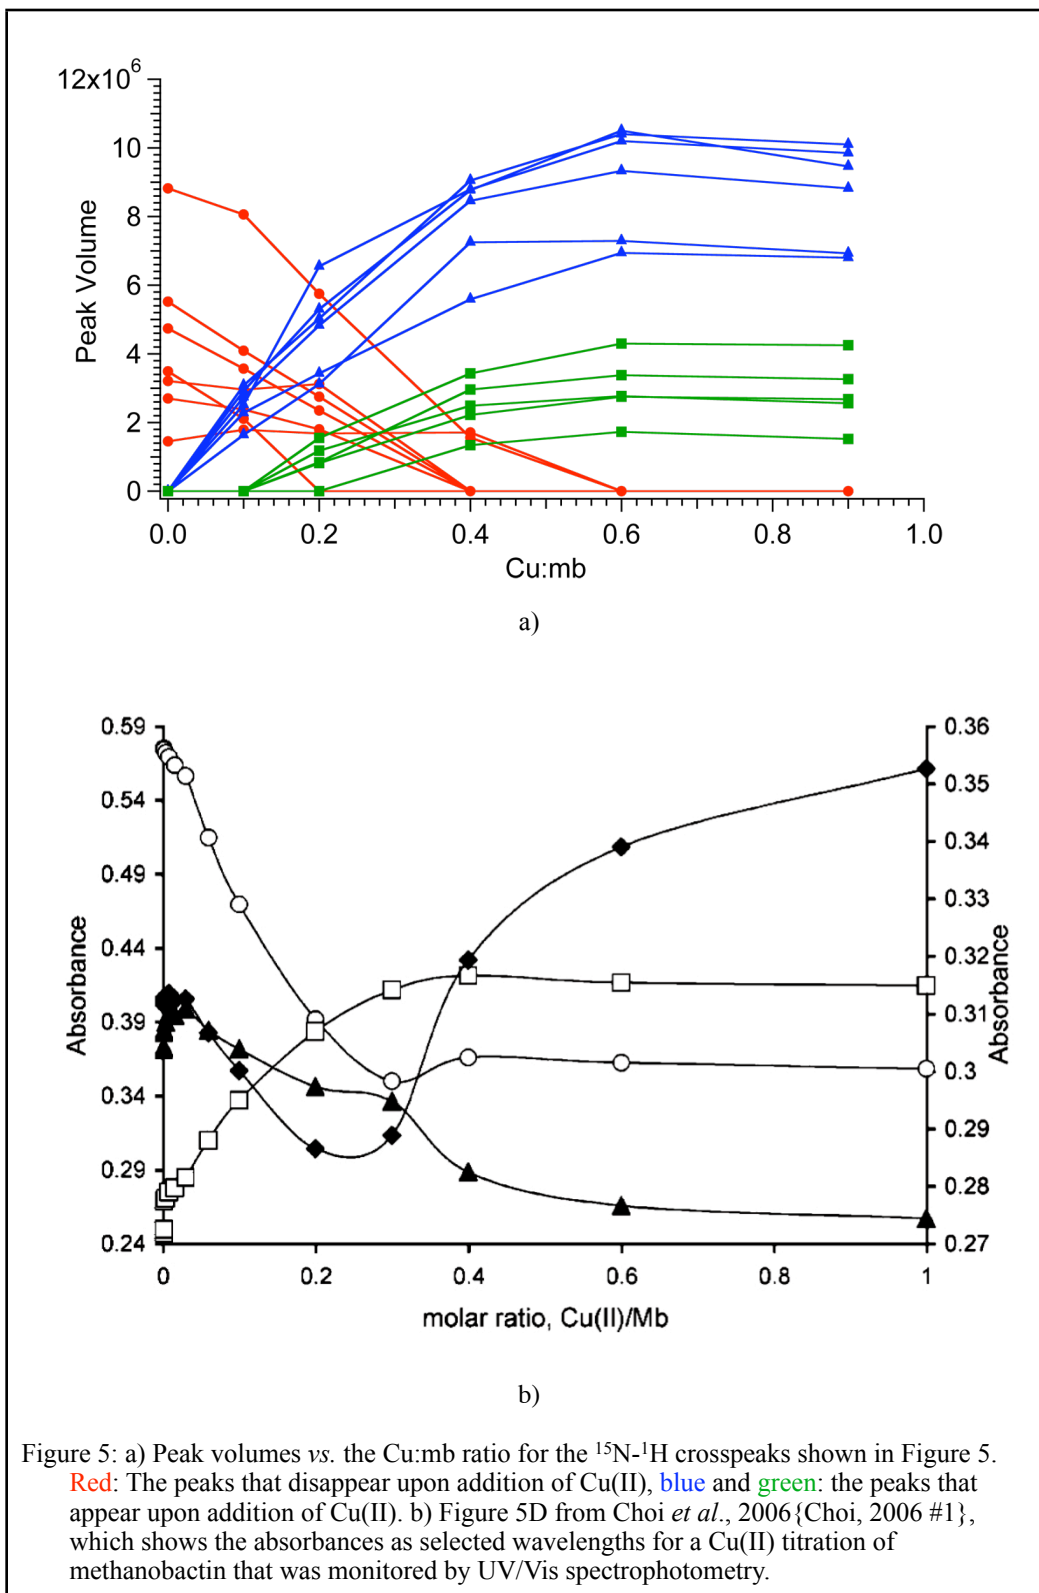 12x10⁶
10
8
6
4
2
0
Peak Volume
0.0 0.2 0.4 0.6 0.8 1.0
Cu:mb
a)
0.59 0.36
0.54 0.35
0.49 0.34
0.44 0.33
0.39 0.32
0.34 0.31
0.29 0.3
0.24 0.29
0.28
0.27
Absorbance
Absorbance
0 0.2 0.4 0.6 0.8 1
molar ratio, Cu(II)/Mb
b)
Figure 5: a) Peak volumes vs. the Cu:mb ratio for the ¹⁵N-¹H crosspeaks shown in Figure 5.
Red: The peaks that disappear upon addition of Cu(II), blue and green: the peaks that
appear upon addition of Cu(II). b) Figure 5D from Choi et al., 2006{Choi, 2006 #1},
which shows the absorbances as selected wavelengths for a Cu(II) titration of
methanobactin that was monitored by UV/Vis spectrophotometry.